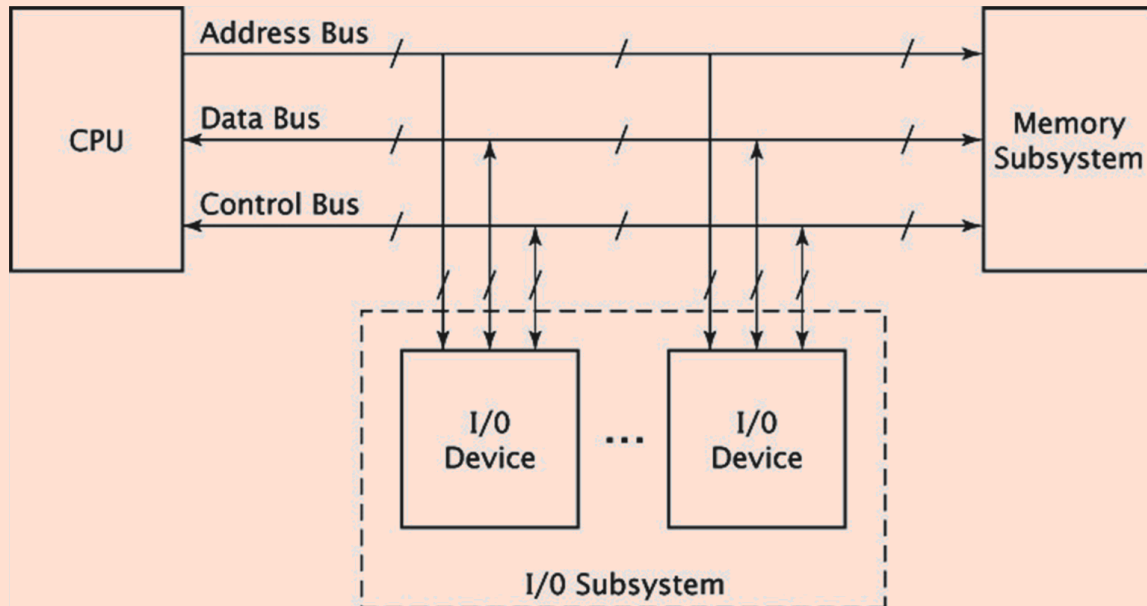 Address Bus
Data Bus
CPU
Memory
Subsystem
Control Bus
I/0
Device
...
I/0
Device
I/0 Subsystem